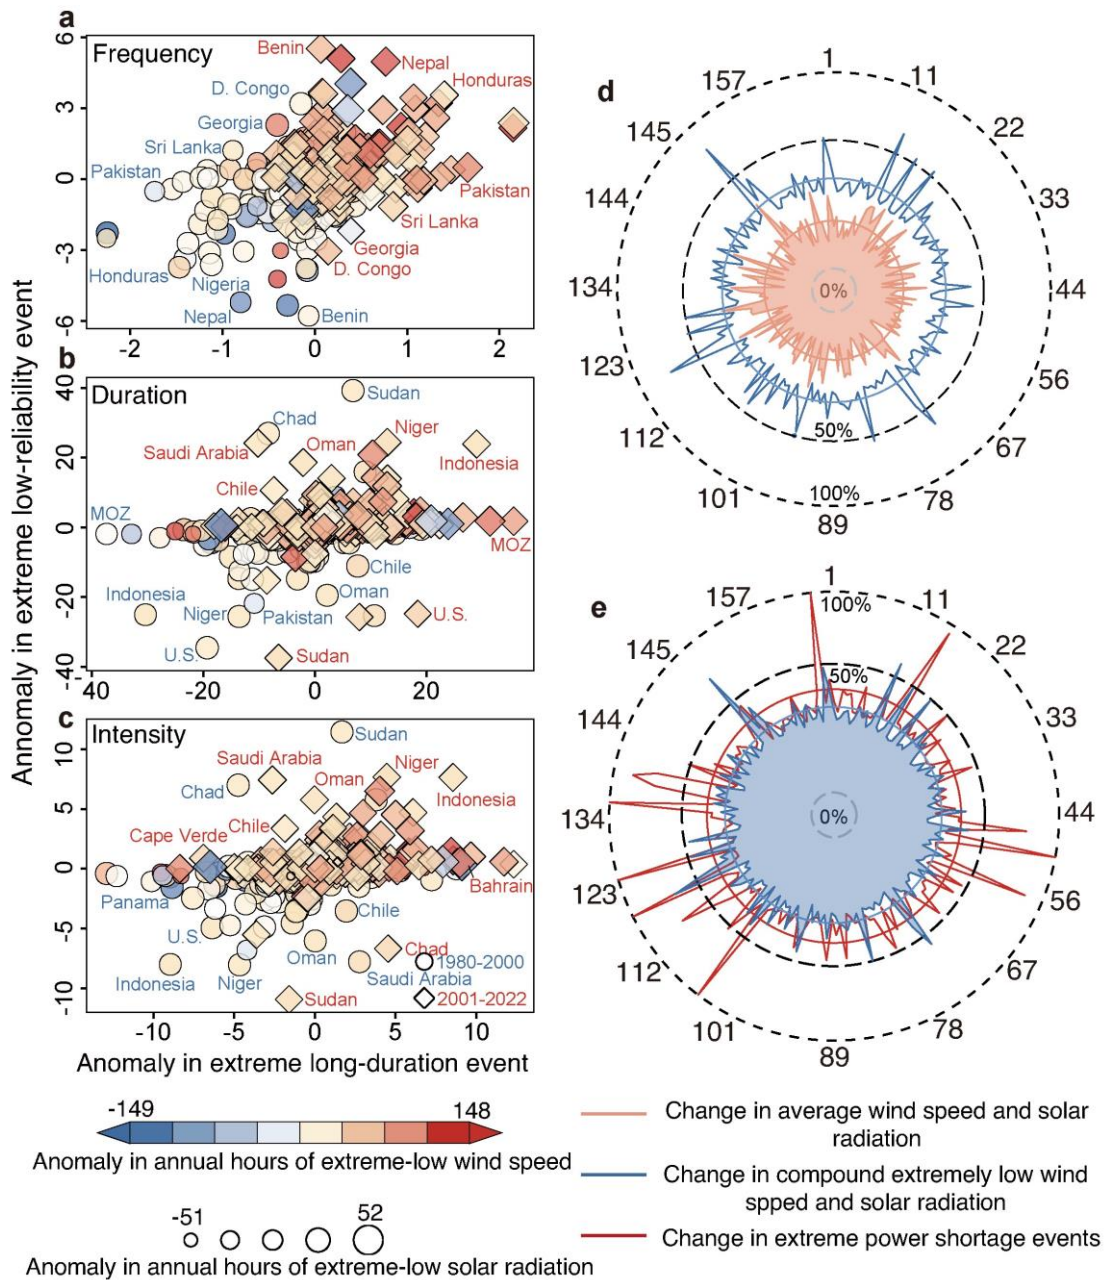 a
Frequency
6
3
0
-3
-6
Benin
Nepal
Honduras
D. Congo
Georgia
Sri Lanka
Pakistan
Pakistan
Sri Lanka
Georgia
D. Congo
Honduras
Nigeria
Nepal
Benin
-2
-1
0
1
2
b
Duration
40
20
0
-20
-40
Sudan
Chad
Niger
Saudi Arabia
Oman
Indonesia
Chile
MOZ
MOZ
Chile
Indonesia
Oman
Niger
Pakistan
U.S.
U.S.
Sudan
-40
-20
0
20
c
Intensity
10
5
0
-5
-10
Sudan
Saudi Arabia
Niger
Oman
Chad
Indonesia
Cape Verde
Chile
Bahrain
Panama
Chile
U.S.
Oman
Chad
1980-2000
Indonesia
Niger
Saudi Arabia
Sudan
2001-2022
-10
-5
0
5
10
Anomaly in extreme long-duration event
Annomaly in extreme low-reliability event
-149
148
Anomaly in annual hours of extreme-low wind speed
-51
52
Anomaly in annual hours of extreme-low solar radiation
d
1
11
22
33
44
56
67
78
89
101
112
123
134
144
145
157
0%
50%
100%
e
1
11
22
33
44
56
67
78
89
101
112
123
134
144
145
157
100%
50%
0%
Change in average wind speed and solar
radiation
Change in compound extremely low wind
spped and solar radiation
Change in extreme power shortage events